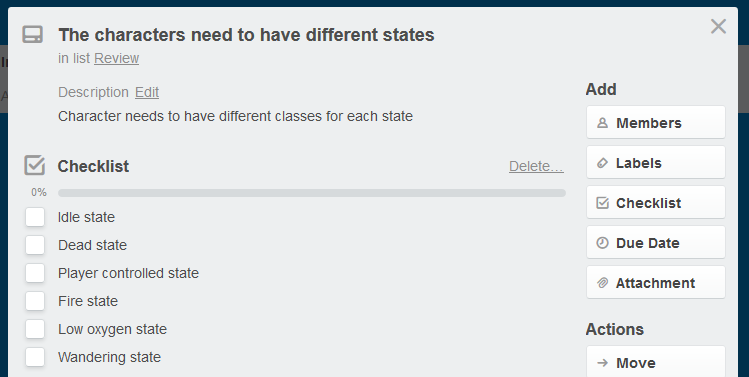 The characters need to have different states
in list Review
Description Edit
Character needs to have different classes for each state
Checklist
Delete...
0%
Idle state
Dead state
Player controlled state
Fire state
Low oxygen state
Wandering state
Add
Members
Labels
Checklist
Due Date
Attachment
Actions
Move